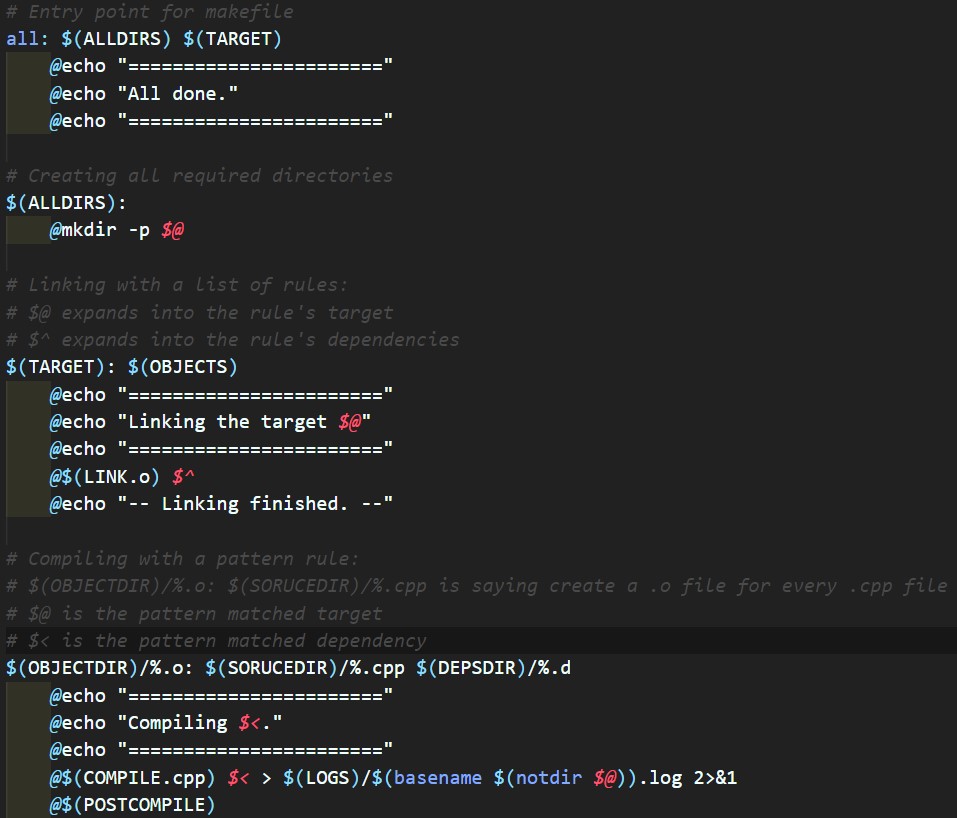 # Entry point for makefile
all: $(ALLDIRS) $(TARGET)
    @echo "======================="
    @echo "All done."
    @echo "======================="

# Creating all required directories
$(ALLDIRS):
    @mkdir -p $@

# Linking with a list of rules:
# $@ expands into the rule's target
# $^ expands into the rule's dependencies
$(TARGET): $(OBJECTS)
    @echo "======================="
    @echo "Linking the target $@"
    @echo "======================="
    @$(LINK.o) $^
    @echo "-- Linking finished. --"

# Compiling with a pattern rule:
# $(OBJECTDIR)/%.o: $(SORUCEDIR)/%.cpp is saying create a .o file for every .cpp file
# $@ is the pattern matched target
# $< is the pattern matched dependency
$(OBJECTDIR)/%.o: $(SORUCEDIR)/%.cpp $(DEPSDIR)/%.d
    @echo "======================="
    @echo "Compiling $<."
    @echo "======================="
    @$(COMPILE.cpp) $< > $(LOGS)/$(basename $(notdir $@)).log 2>&1
    @$(POSTCOMPILE)